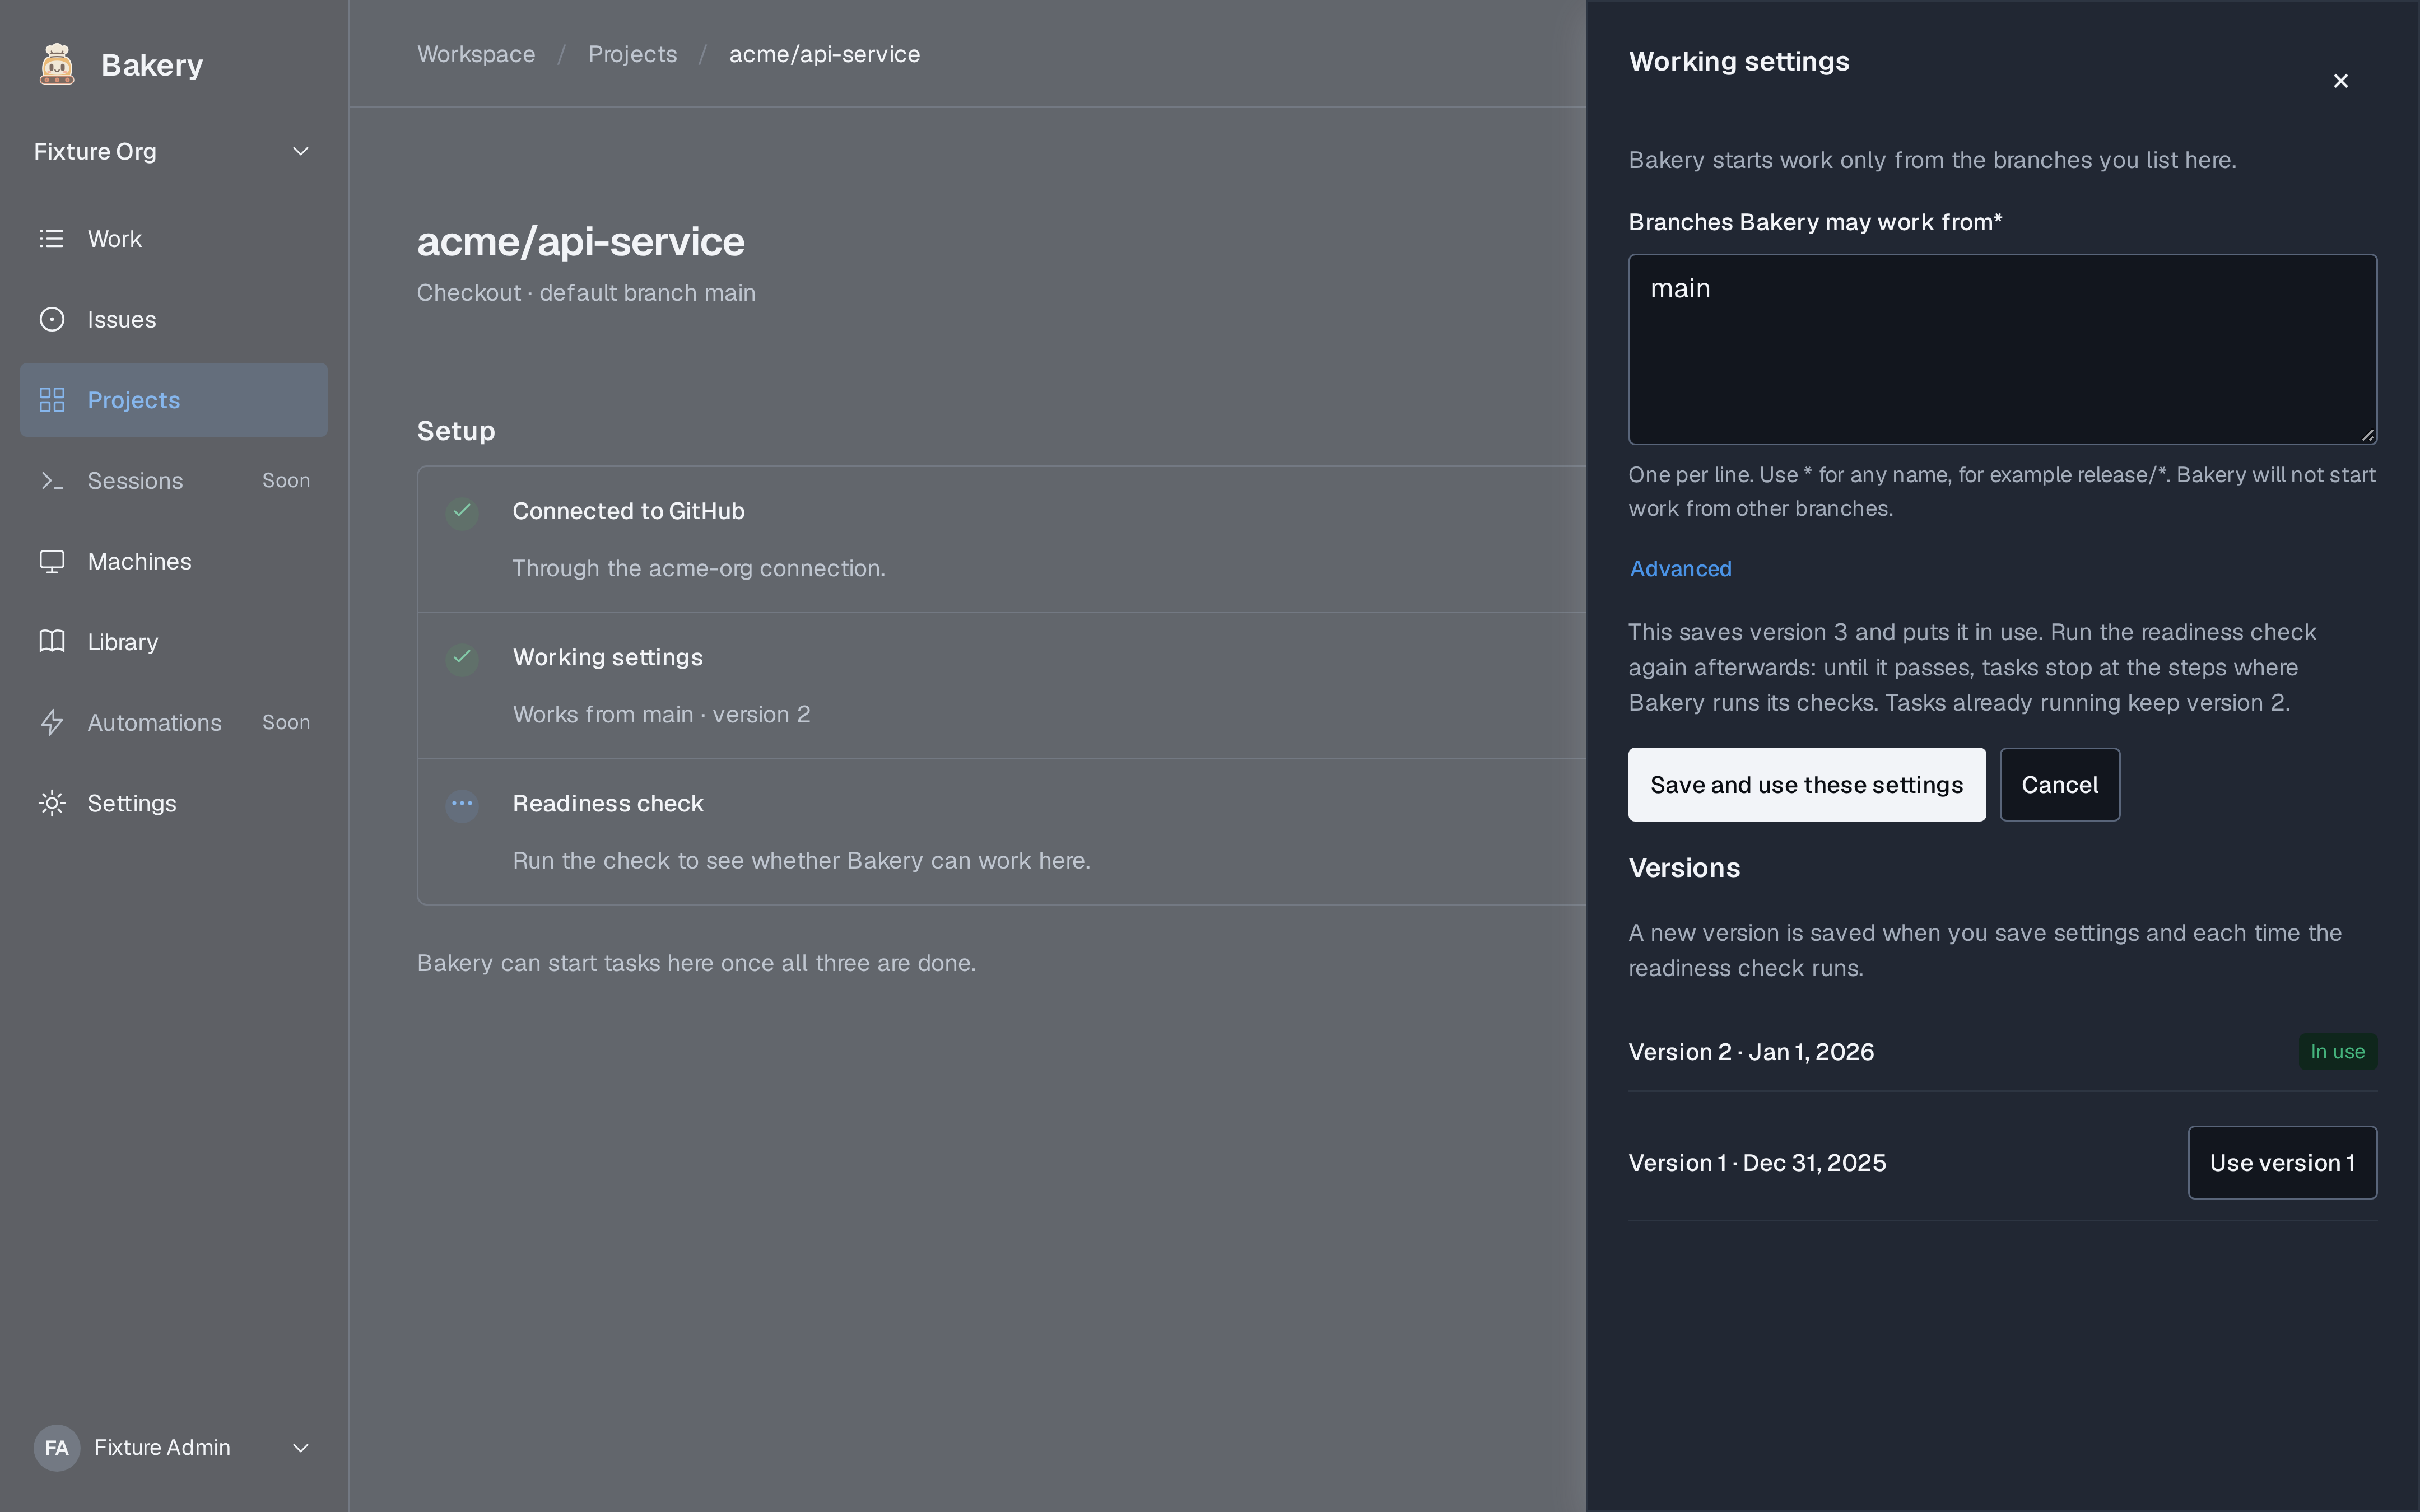 Bakery
Fixture Org
Work
Issues
Projects
Sessions Soon
Machines
Library
Automations Soon
Settings
FA Fixture Admin
Workspace / Projects / acme/api-service
acme/api-service
Checkout · default branch main
Setup
Connected to GitHub
Through the acme-org connection.
Working settings
Works from main · version 2
Readiness check
Run the check to see whether Bakery can work here.
Bakery can start tasks here once all three are done.
Working settings
Bakery starts work only from the branches you list here.
Branches Bakery may work from*
main
One per line. Use * for any name, for example release/*. Bakery will not start
work from other branches.
Advanced
This saves version 3 and puts it in use. Run the readiness check
again afterwards: until it passes, tasks stop at the steps where
Bakery runs its checks. Tasks already running keep version 2.
Save and use these settings Cancel
Versions
A new version is saved when you save settings and each time the
readiness check runs.
Version 2 · Jan 1, 2026 In use
Version 1 · Dec 31, 2025 Use version 1